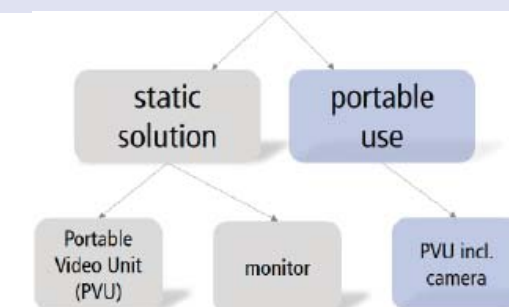 static
solution
portable
use
Portable
Video Unit
(PVU)
monitor
PVU incl.
camera